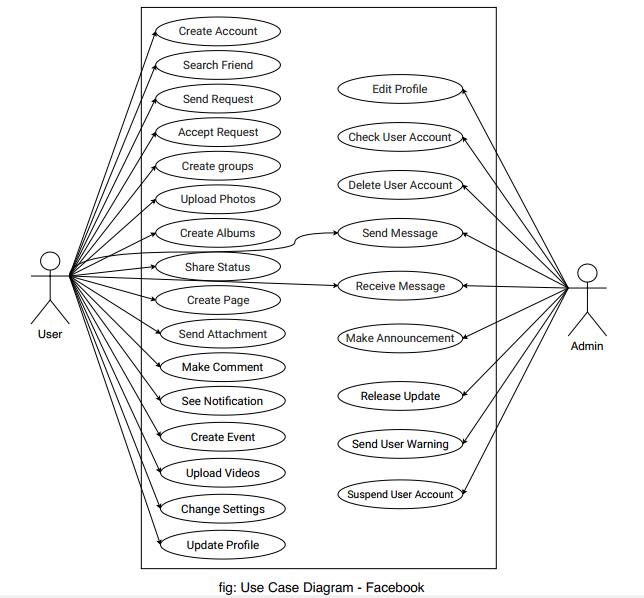 Create Account
Search Friend
Send Request
Accept Request
Create groups
Upload Photos
Create Albums
Share Status
Create Page
Send Attachment
Make Comment
See Notification
Create Event
Upload Videos
Change Settings
Update Profile
Edit Profile
Check User Account
Delete User Account
Send Message
Receive Message
Make Announcement
Release Update
Send User Warning
Suspend User Account
User
Admin
fig: Use Case Diagram - Facebook